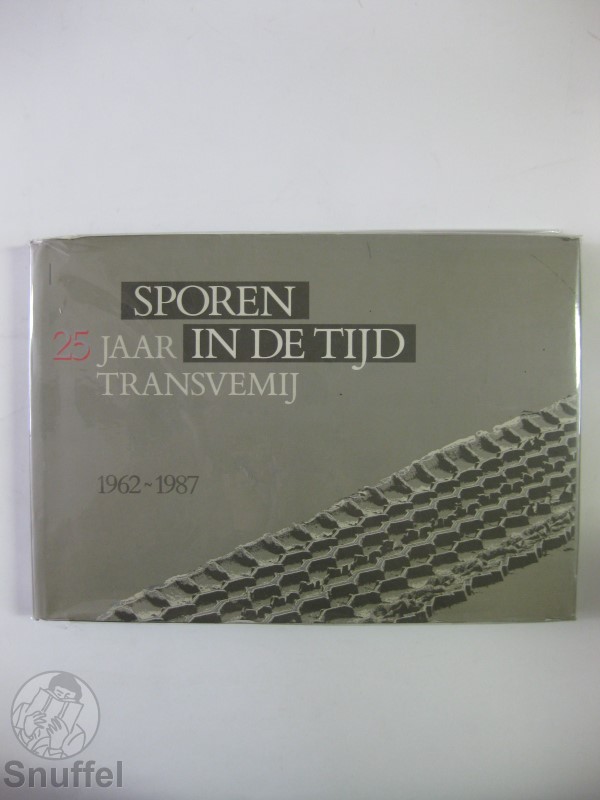 SPOREN
25 JAAR IN DE TIJD
TRANSVEMIJ
1962~1987
Snuffel